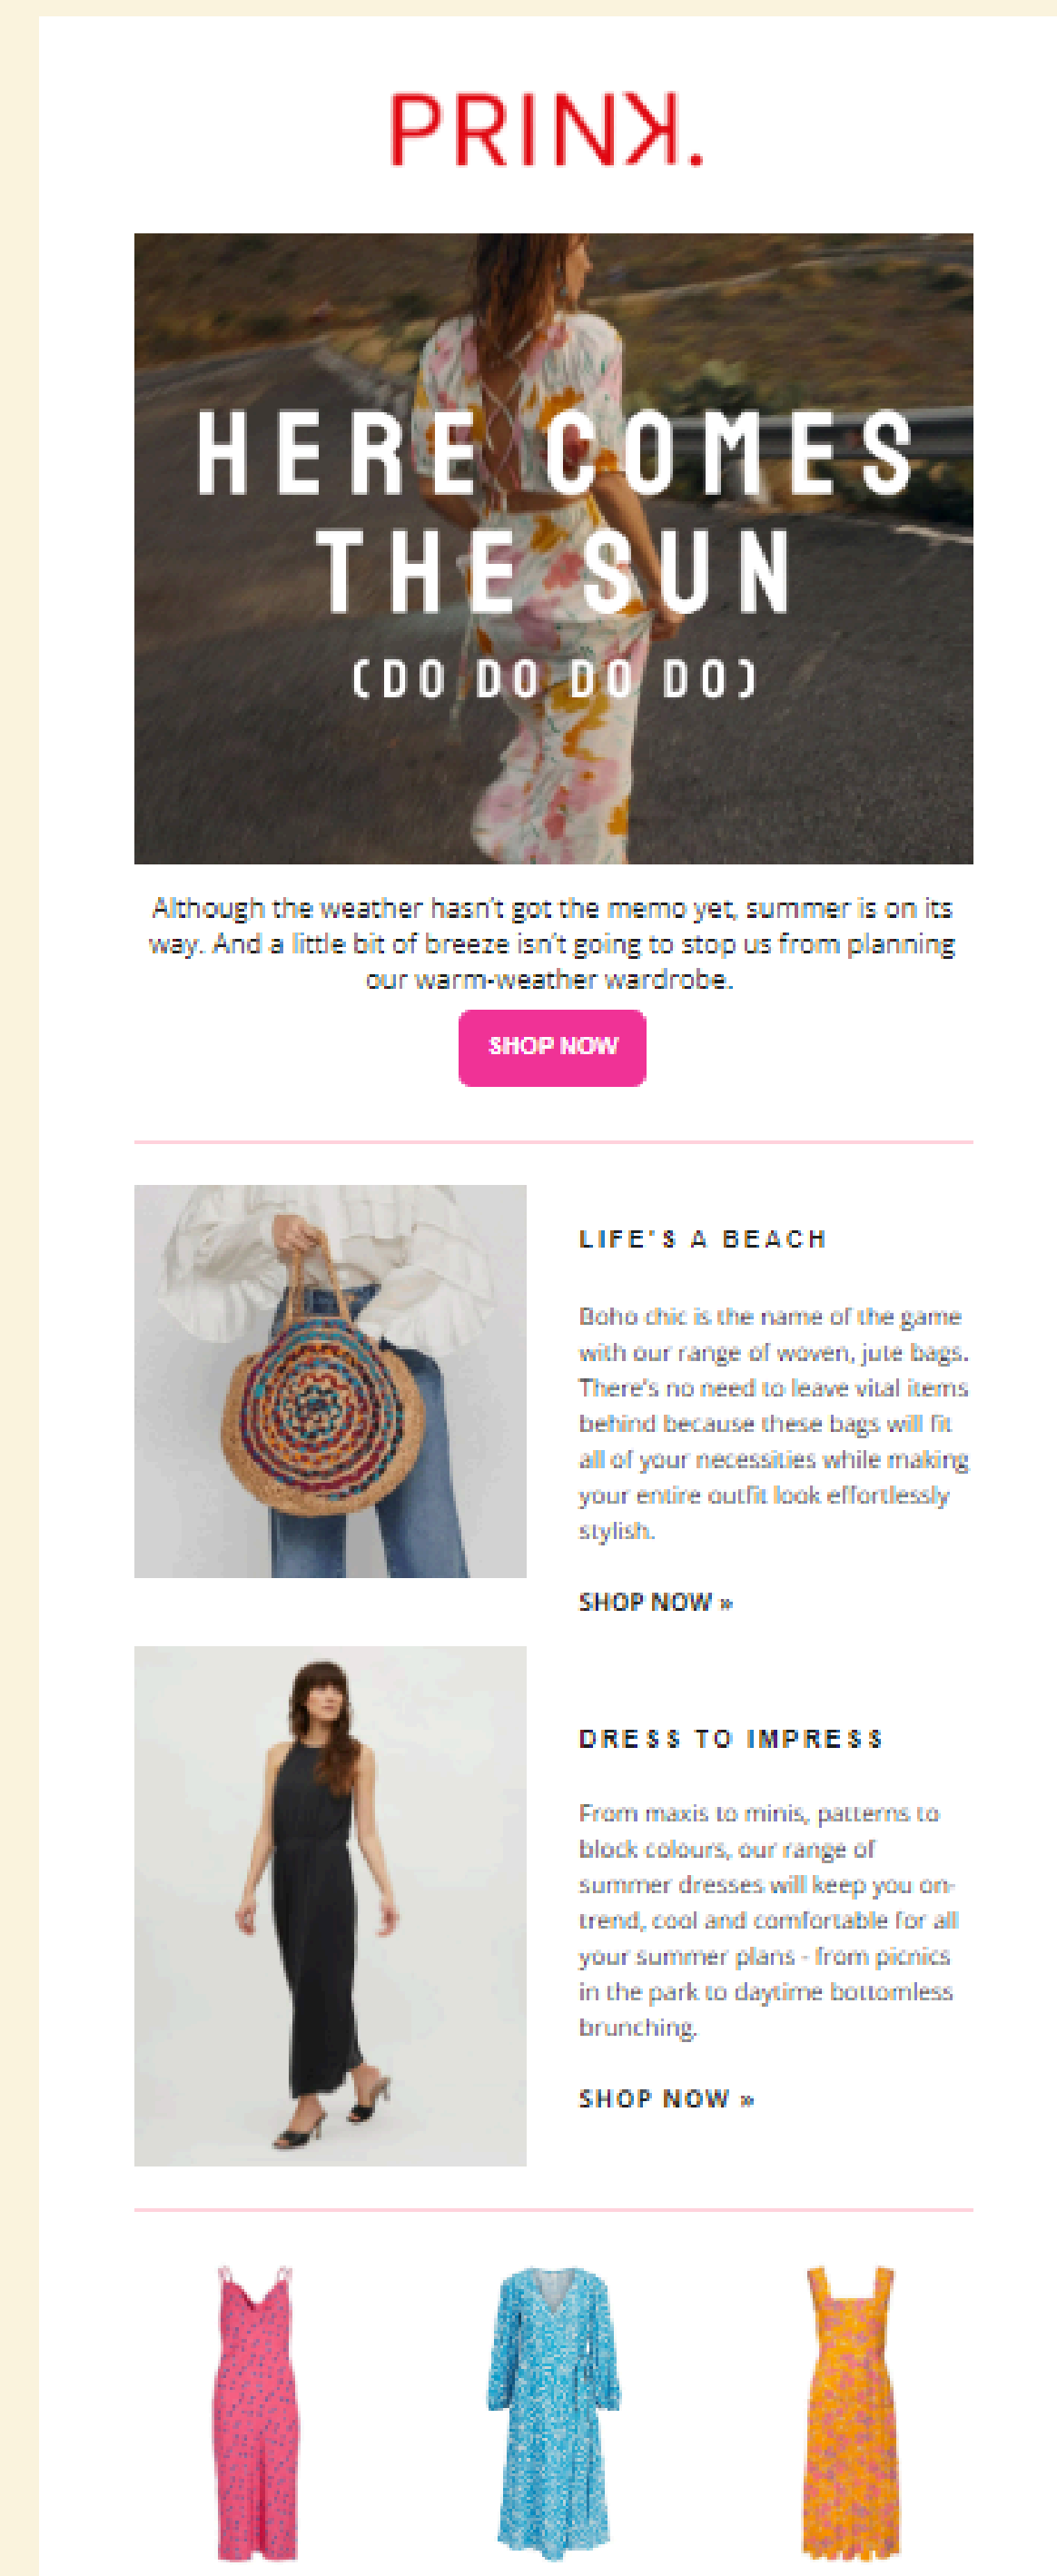 PRINK.
HERE COMES
THE SUN
(DO DO DO DO)
Although the weather hasn't got the memo yet, summer is on its
way. And a little bit of breeze isn't going to stop us from planning
our warm-weather wardrobe.
SHOP NOW
LIFE'S A BEACH
Boho chic is the name of the game
with our range of woven, jute bags.
There's no need to leave vital items
behind because these bags will fit
all of your necessities while making
your entire outfit look effortlessly
stylish.
SHOP NOW »
DRESS TO IMPRESS
From maxis to minis, patterns to
block colours, our range of
summer dresses will keep you on-
trend, cool and comfortable for all
your summer plans - from picnics
in the park to daytime bottomless
brunching.
SHOP NOW »